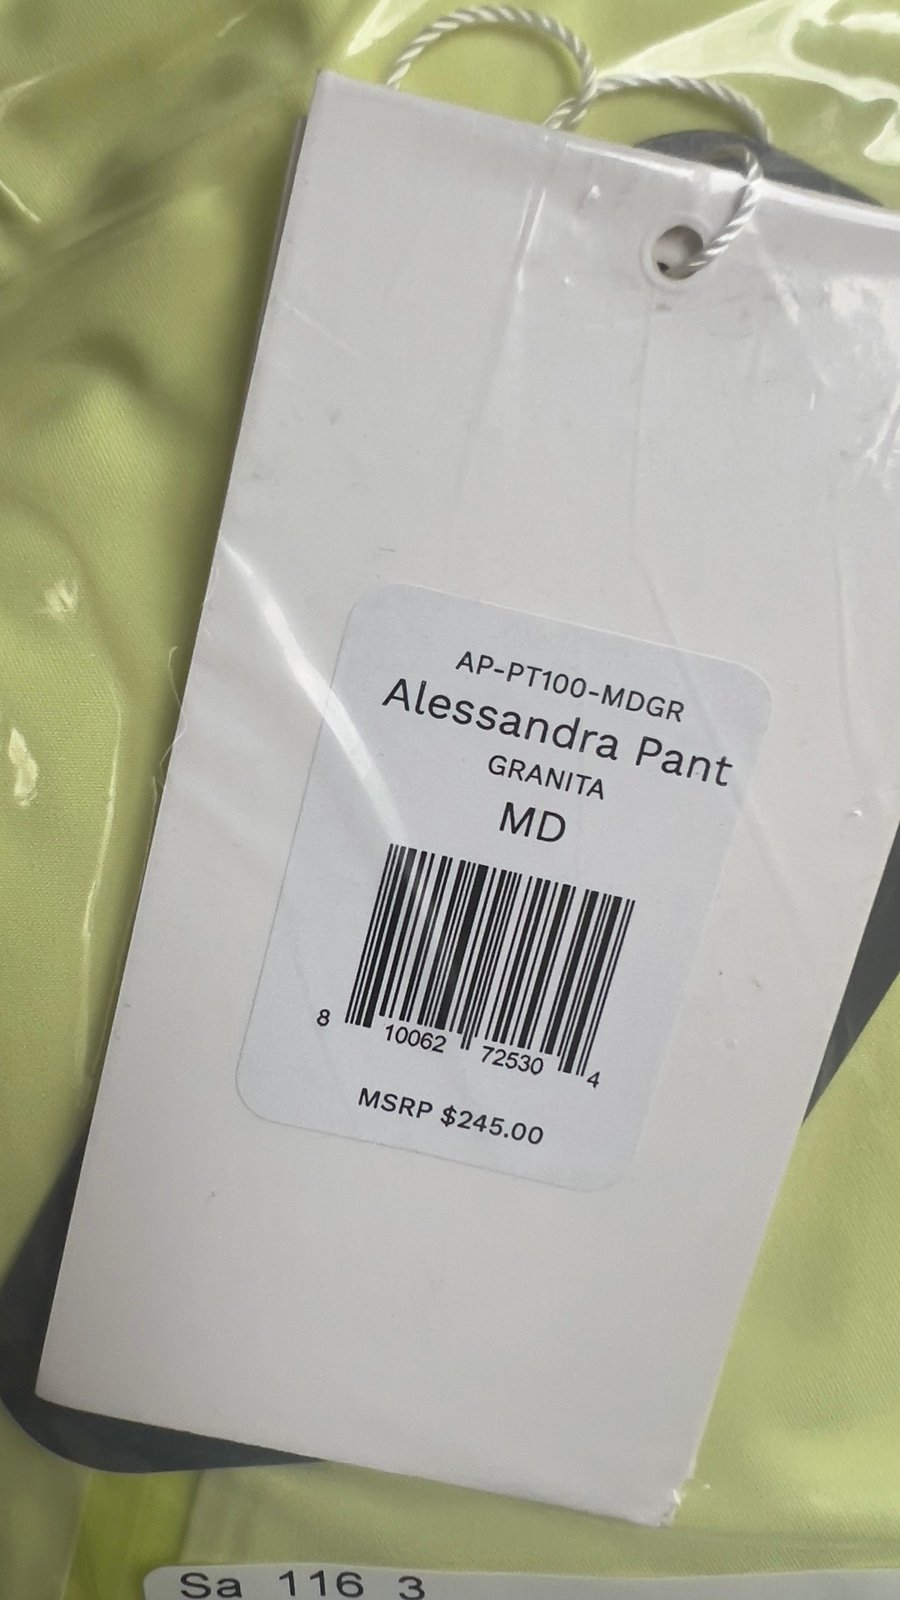 AP-PT100-MDGR
Alessandra Pant
GRANITA
MD
8 10062 72530 4
MSRP $245.00
Sa 116 3